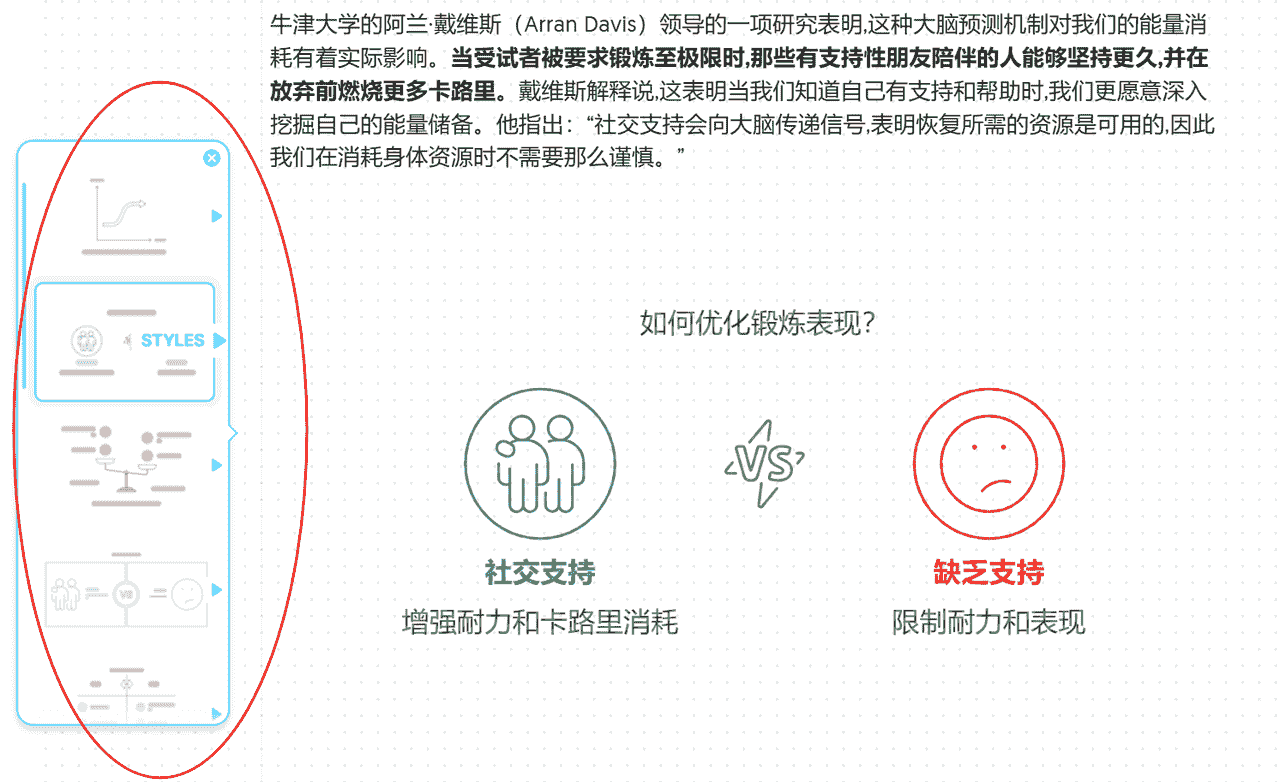 牛津大学的阿兰·戴维斯（Arran Davis）领导的一项研究表明,这种大脑预测机制对我们的能量消
耗有着实际影响。当受试者被要求锻炼至极限时,那些有支持性朋友陪伴的人能够坚持更久,并在
放弃前燃烧更多卡路里。戴维斯解释说,这表明当我们知道自己有支持和帮助时,我们更愿意深入
挖掘自己的能量储备。他指出：“社交支持会向大脑传递信号,表明恢复所需的资源是可用的,因此
我们在消耗身体资源时不需要那么谨慎。”
STYLES
VS
如何优化锻炼表现？
VS
社交支持
缺乏支持
增强耐力和卡路里消耗
限制耐力和表现